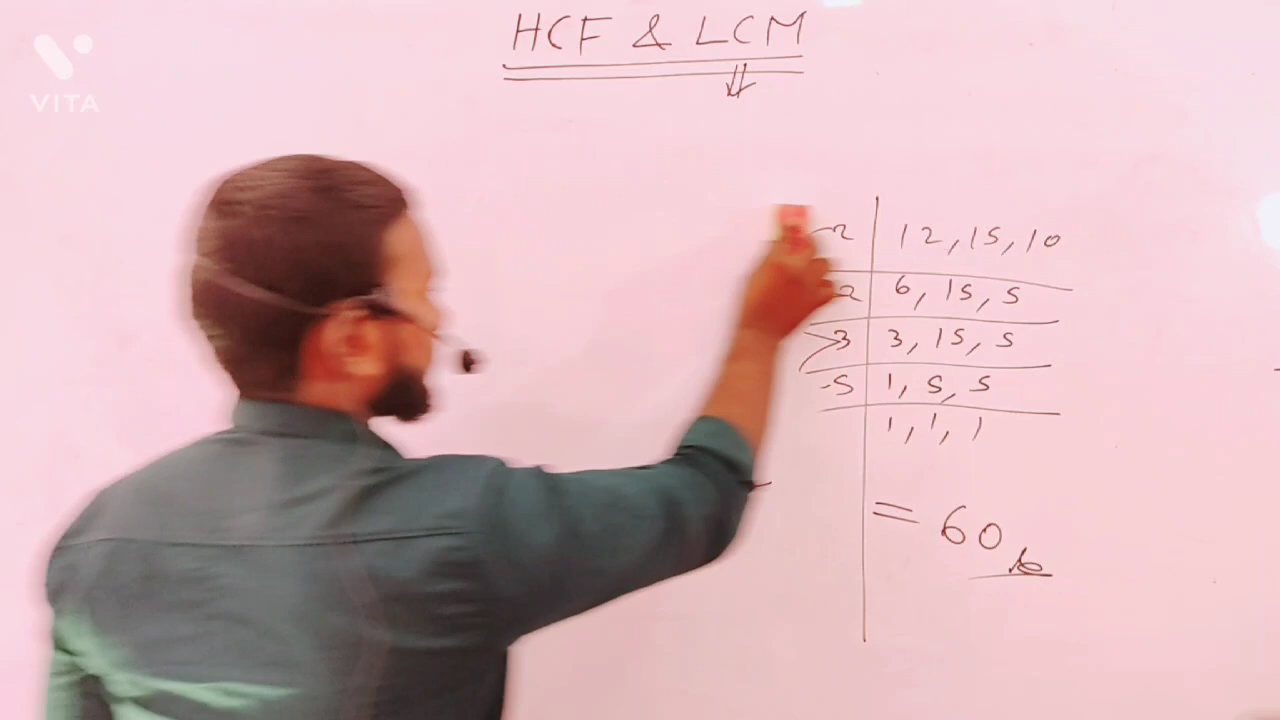 VITA
HCF & LCM
2 | 12, 15, 10
2 | 6, 15, 5
3 | 3, 15, 5
5 | 1, 5, 5
1, 1, 1
= 60